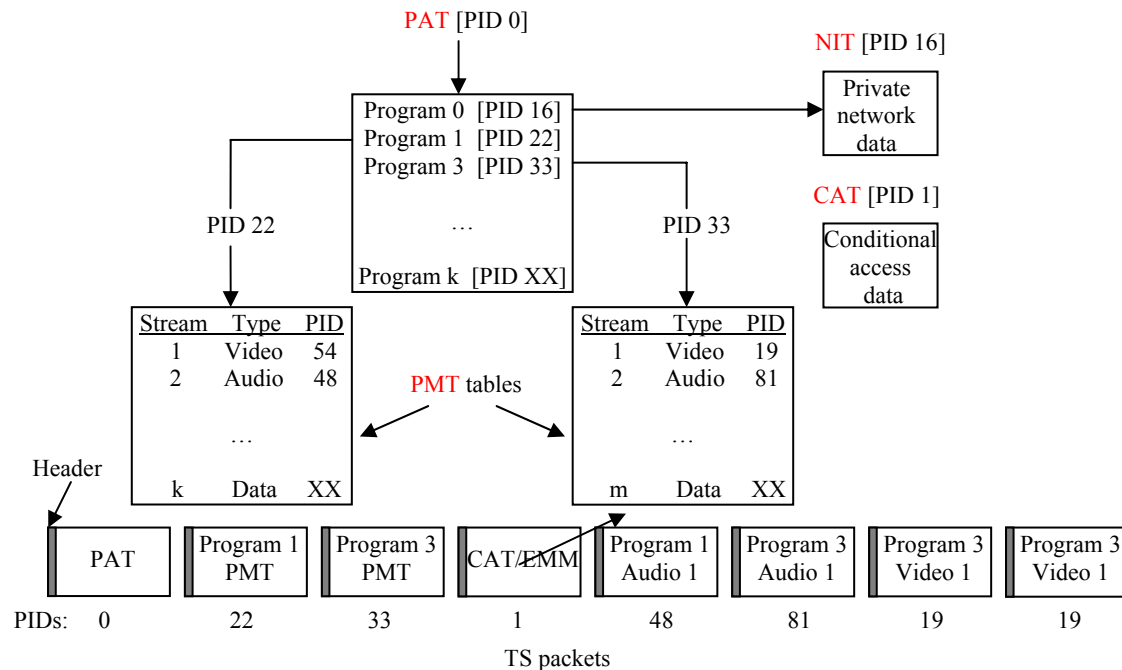 PAT [PID 0]
NIT [PID 16]
Private
network
data
Program 0 [PID 16]
Program 1 [PID 22]
Program 3 [PID 33]
...
Program k [PID XX]
CAT [PID 1]
Conditional
access
data
PID 22
PID 33
Stream Type PID
1 Video 54
2 Audio 48
...
k Data XX
PMT tables
Stream Type PID
1 Video 19
2 Audio 81
...
m Data XX
Header
PAT
Program 1
PMT
Program 3
PMT
CAT/EMM
Program 1
Audio 1
Program 3
Audio 1
Program 3
Video 1
Program 3
Video 1
PIDs: 0 22 33 1 48 81 19 19
TS packets